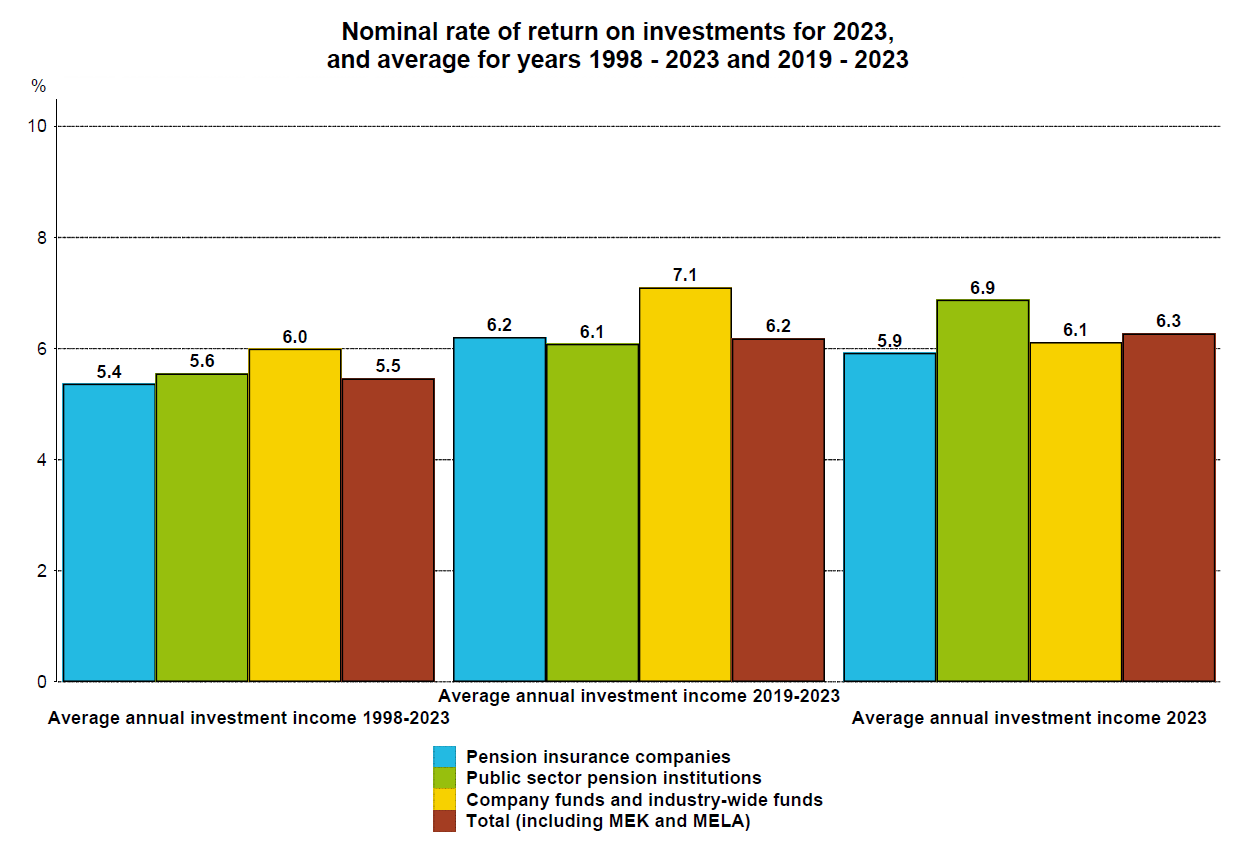 Nominal rate of return on investments for 2023,
and average for years 1998 - 2023 and 2019 - 2023
%
10
8
6
4
2
0
5.4
5.6
6.0
5.5
6.2
6.1
7.1
6.2
5.9
6.9
6.1
6.3
Average annual investment income 1998-2023
Average annual investment income 2019-2023
Average annual investment income 2023
Pension insurance companies
Public sector pension institutions
Company funds and industry-wide funds
Total (including MEK and MELA)